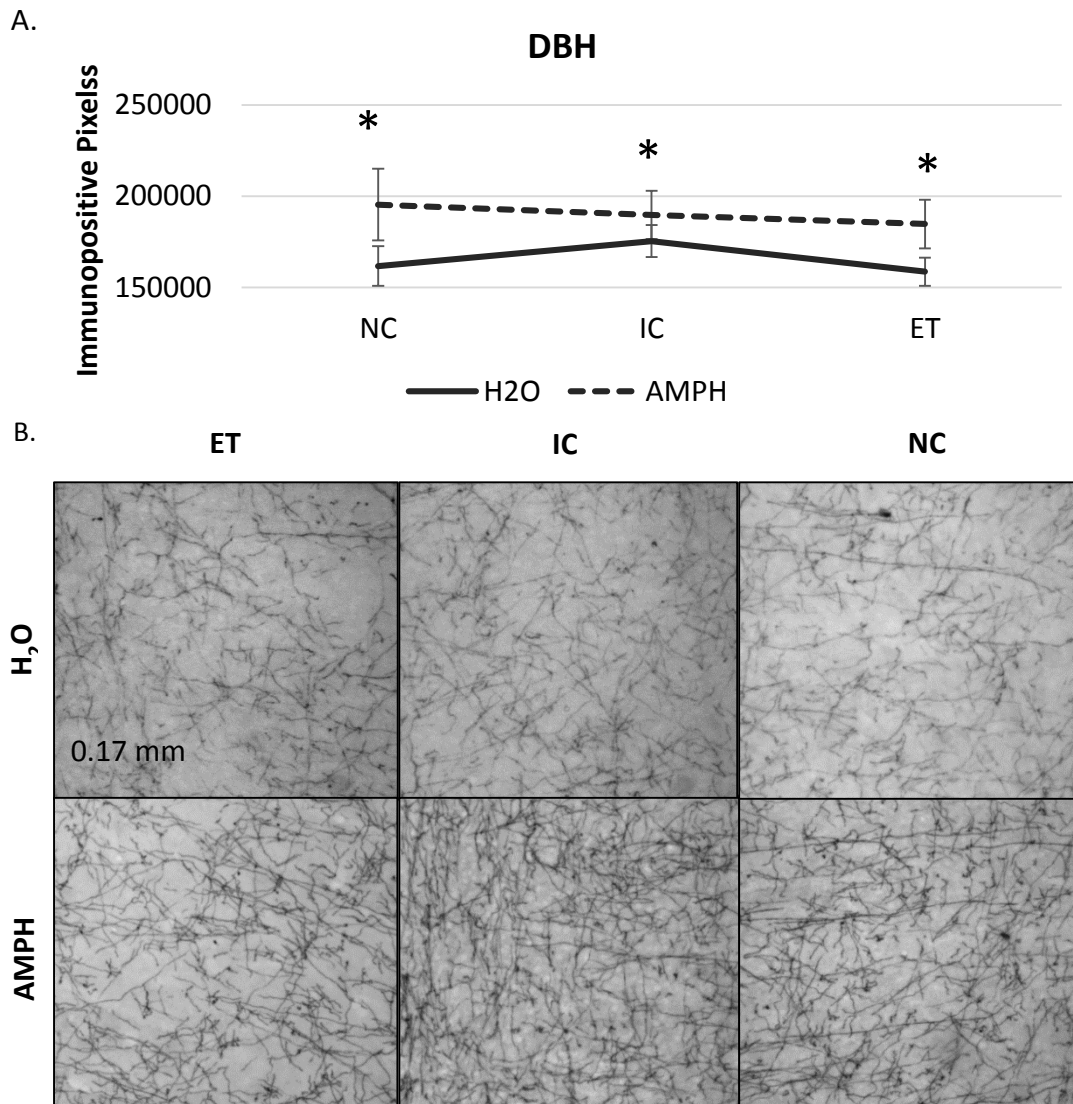 A.
DBH
Immunopositive Pixelss
250000
200000
150000
*
*
*
NC IC ET
H2O AMPH
B.
ET IC NC
H₂O
0.17 mm
AMPH